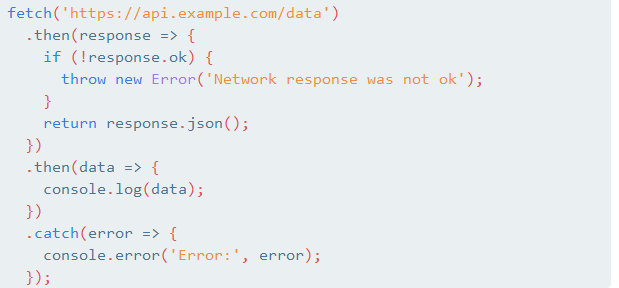 fetch('https://api.example.com/data')
  .then(response => {
    if (!response.ok) {
      throw new Error('Network response was not ok');
    }
    return response.json();
  })
  .then(data => {
    console.log(data);
  })
  .catch(error => {
    console.error('Error:', error);
  });